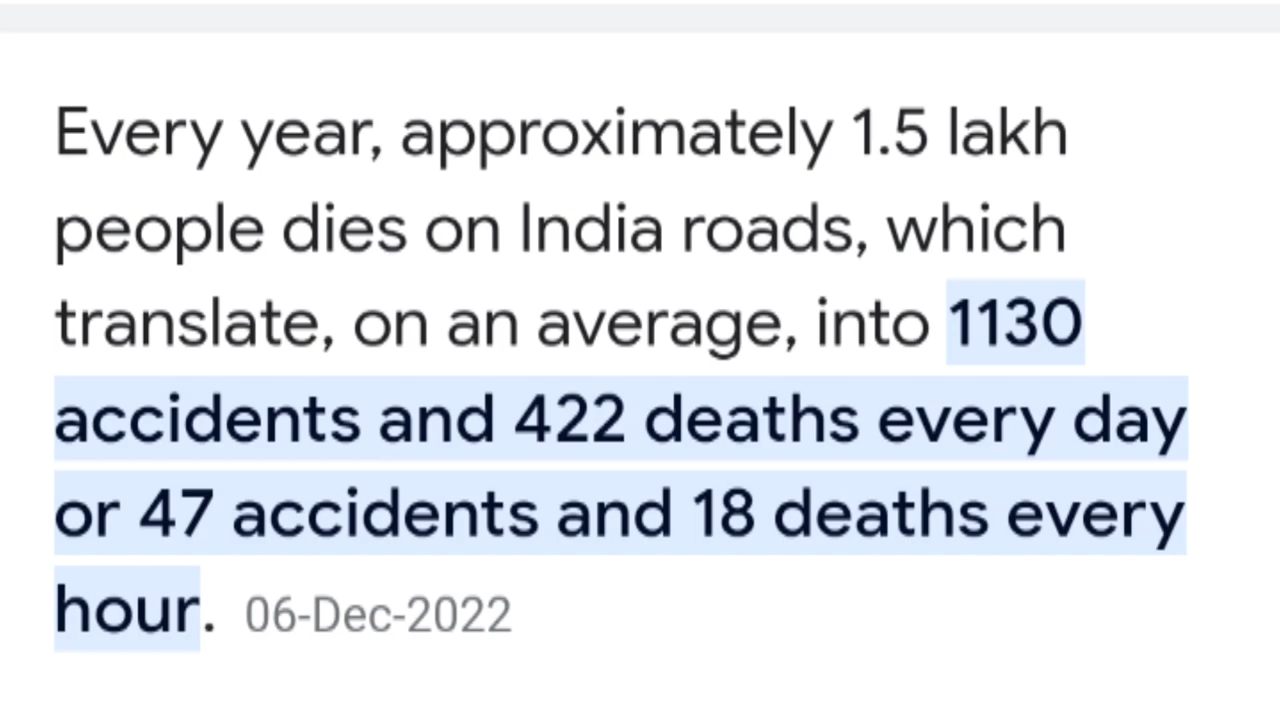 Every year, approximately 1.5 lakh
people dies on India roads, which
translate, on an average, into 1130
accidents and 422 deaths every day
or 47 accidents and 18 deaths every
hour. 06-Dec-2022